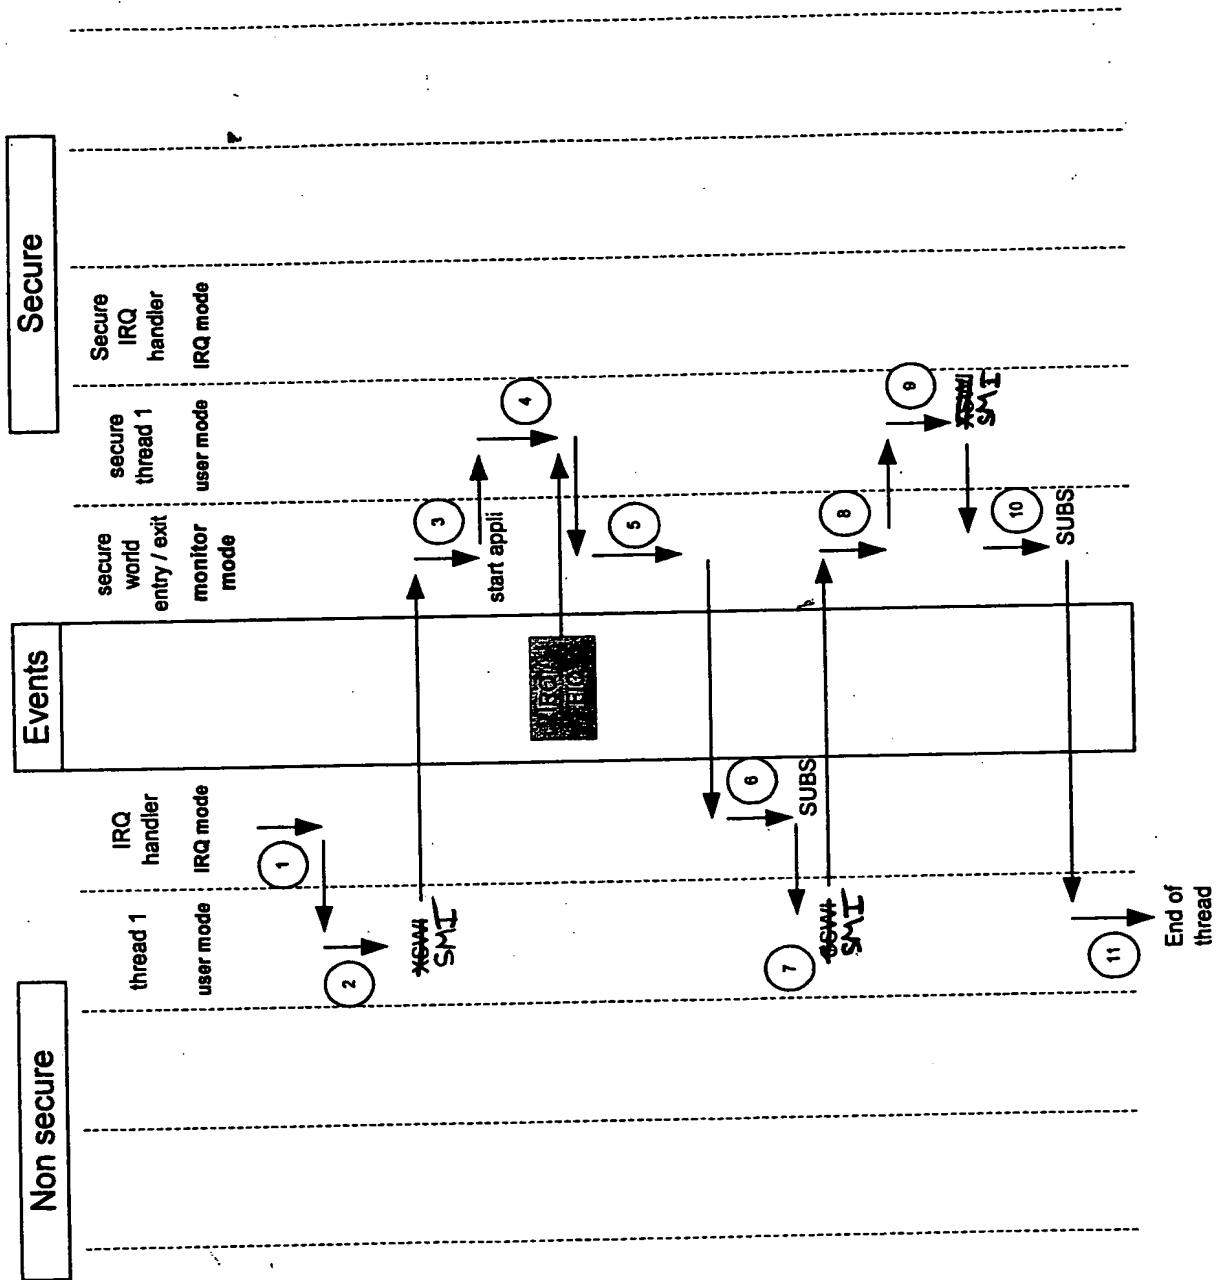 Non secure
Events
Secure
thread 1
user mode
IRQ
handler
IRQ mode
secure
world
entry / exit
monitor
mode
secure
thread 1
user mode
Secure
IRQ
handler
IRQ mode
1
2
XSWI
SMI
3
start appli
4
5
6
SUBS
7
SMI
8
9
SMI
10
SUBS
11
End of
thread